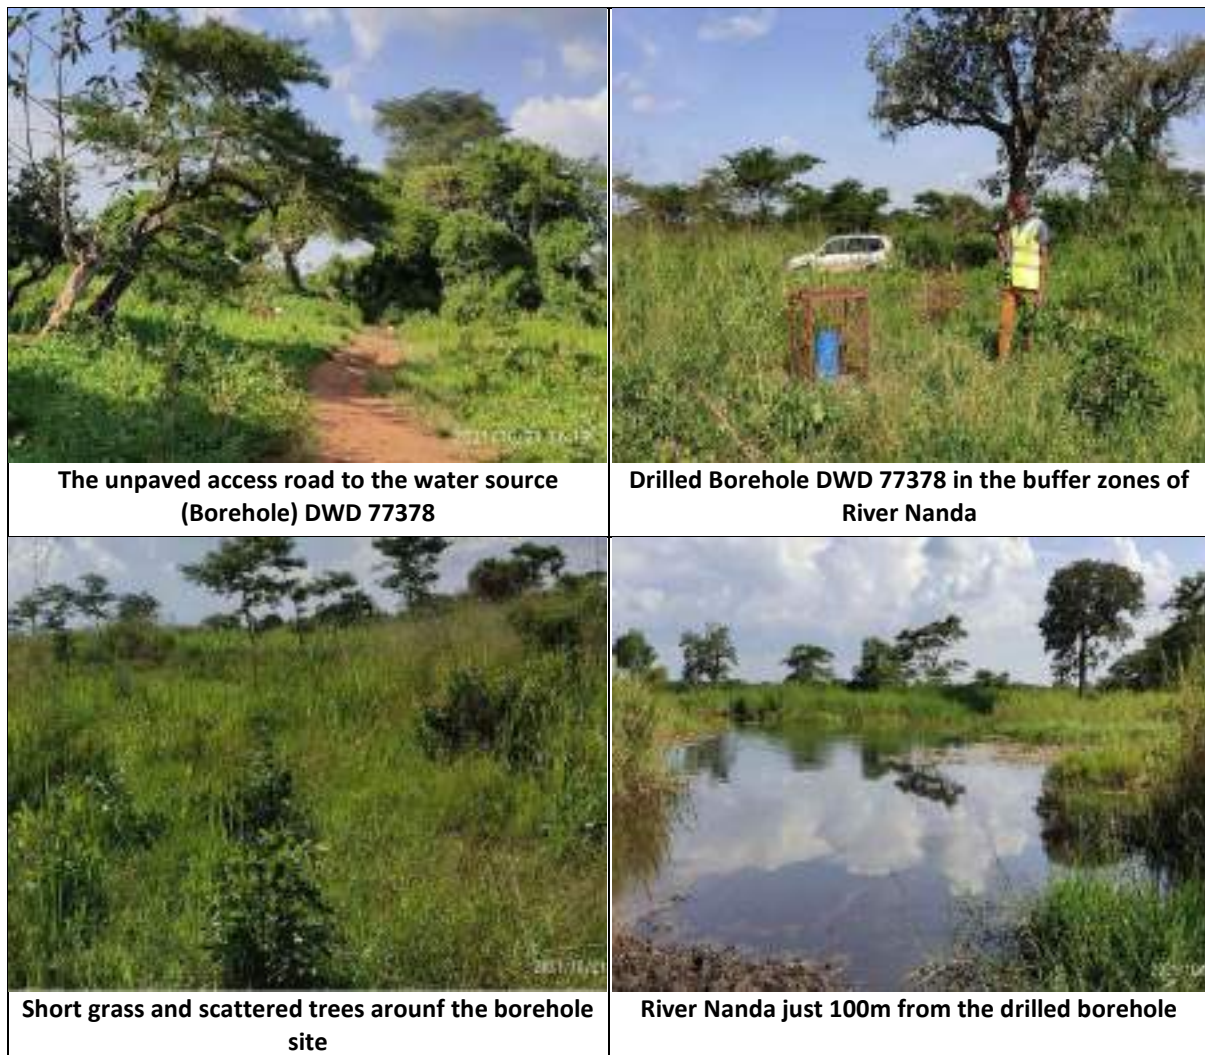 The unpaved access road to the water source
(Borehole) DWD 77378
Drilled Borehole DWD 77378 in the buffer zones of
River Nanda
Short grass and scattered trees arounf the borehole
site
River Nanda just 100m from the drilled borehole